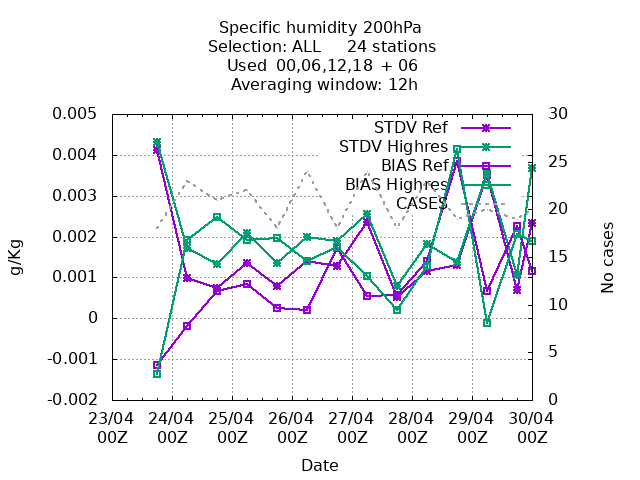 Specific humidity 200hPa
Selection: ALL 24 stations
Used 00,06,12,18 + 06
Averaging window: 12h
STDV Ref
STDV Highres
BIAS Ref
BIAS Highres
CASES
0.005
0.004
0.003
0.002
0.001
0
-0.001
-0.002
g/Kg
30
25
20
15
10
5
0
No cases
23/04 24/04 25/04 26/04 27/04 28/04 29/04 30/04
00Z 00Z 00Z 00Z 00Z 00Z 00Z 00Z
Date